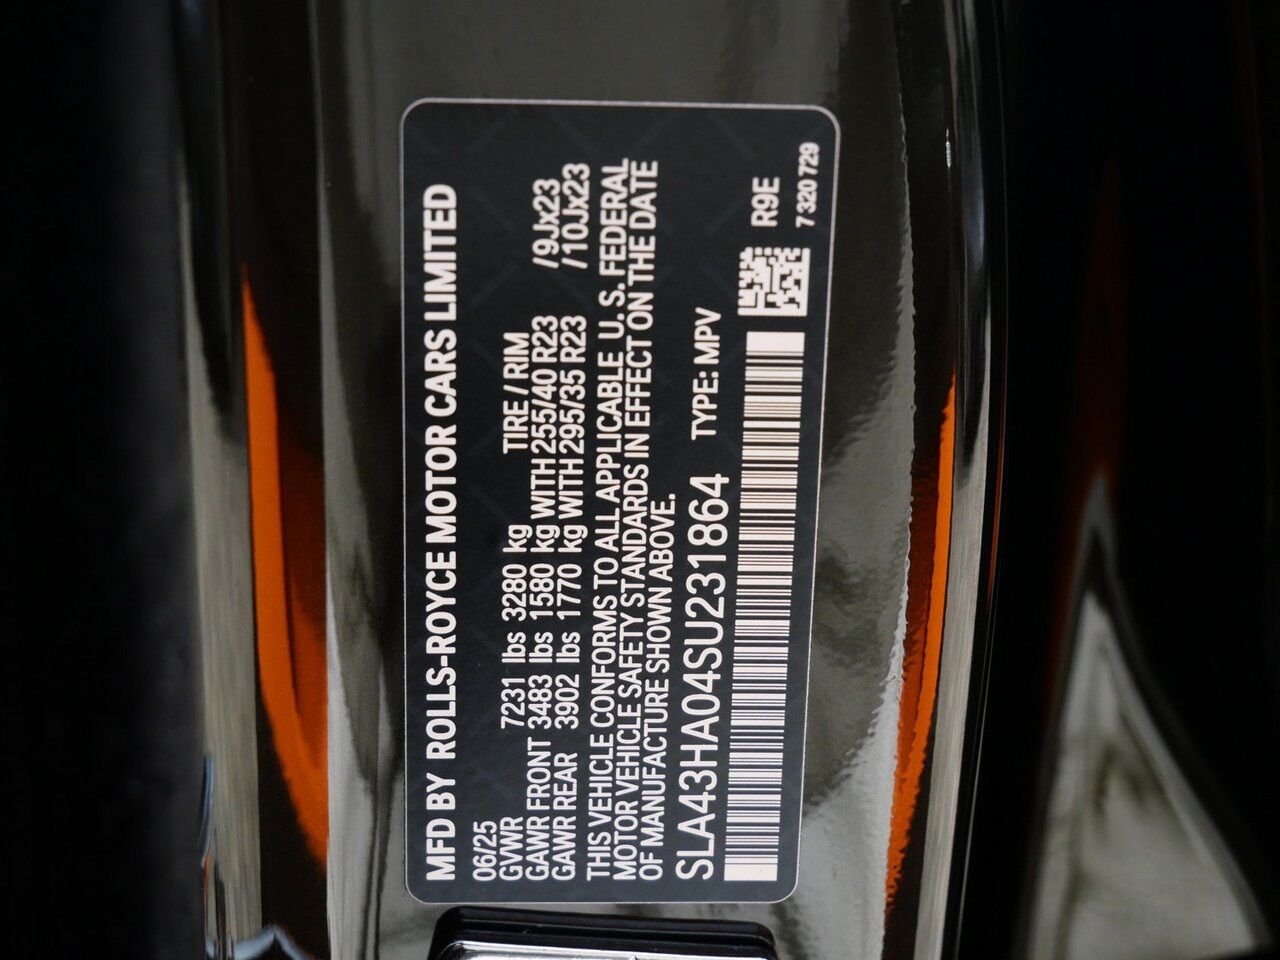 MFD BY ROLLS-ROYCE MOTOR CARS LIMITED
06/25
GVWR 7231 lbs 3280 kg TIRE / RIM
GAWR FRONT 3483 lbs 1580 kg WITH 255/40 R23 /9Jx23
GAWR REAR 3902 lbs 1770 kg WITH 295/35 R23 /10Jx23
THIS VEHICLE CONFORMS TO ALL APPLICABLE U.S. FEDERAL
MOTOR VEHICLE SAFETY STANDARDS IN EFFECT ON THE DATE
OF MANUFACTURE SHOWN ABOVE.
SLA43HA04SU231864 TYPE: MPV
R9E
7 320 729